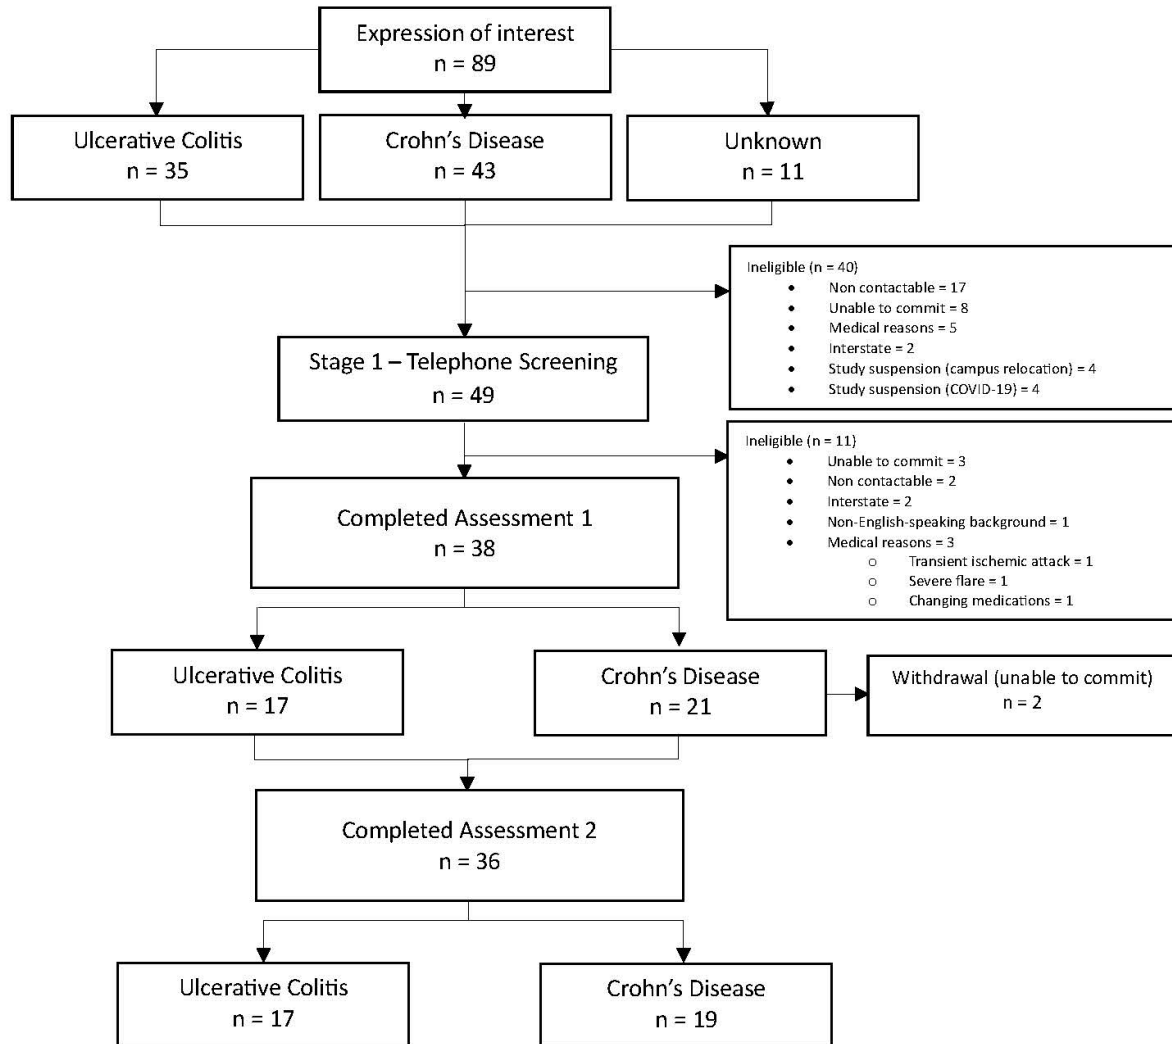 Expression of interest
n = 89
Ulcerative Colitis
n = 35
Crohn's Disease
n = 43
Unknown
n = 11
Ineligible (n = 40)
• Non contactable = 17
• Unable to commit = 8
• Medical reasons = 5
• Interstate = 2
• Study suspension (campus relocation) = 4
• Study suspension (COVID-19) = 4
Stage 1 – Telephone Screening
n = 49
Ineligible (n = 11)
• Unable to commit = 3
• Non contactable = 2
• Interstate = 2
• Non-English-speaking background = 1
• Medical reasons = 3
o Transient ischemic attack = 1
o Severe flare = 1
o Changing medications = 1
Completed Assessment 1
n = 38
Ulcerative Colitis
n = 17
Crohn's Disease
n = 21
Withdrawal (unable to commit)
n = 2
Completed Assessment 2
n = 36
Ulcerative Colitis
n = 17
Crohn's Disease
n = 19